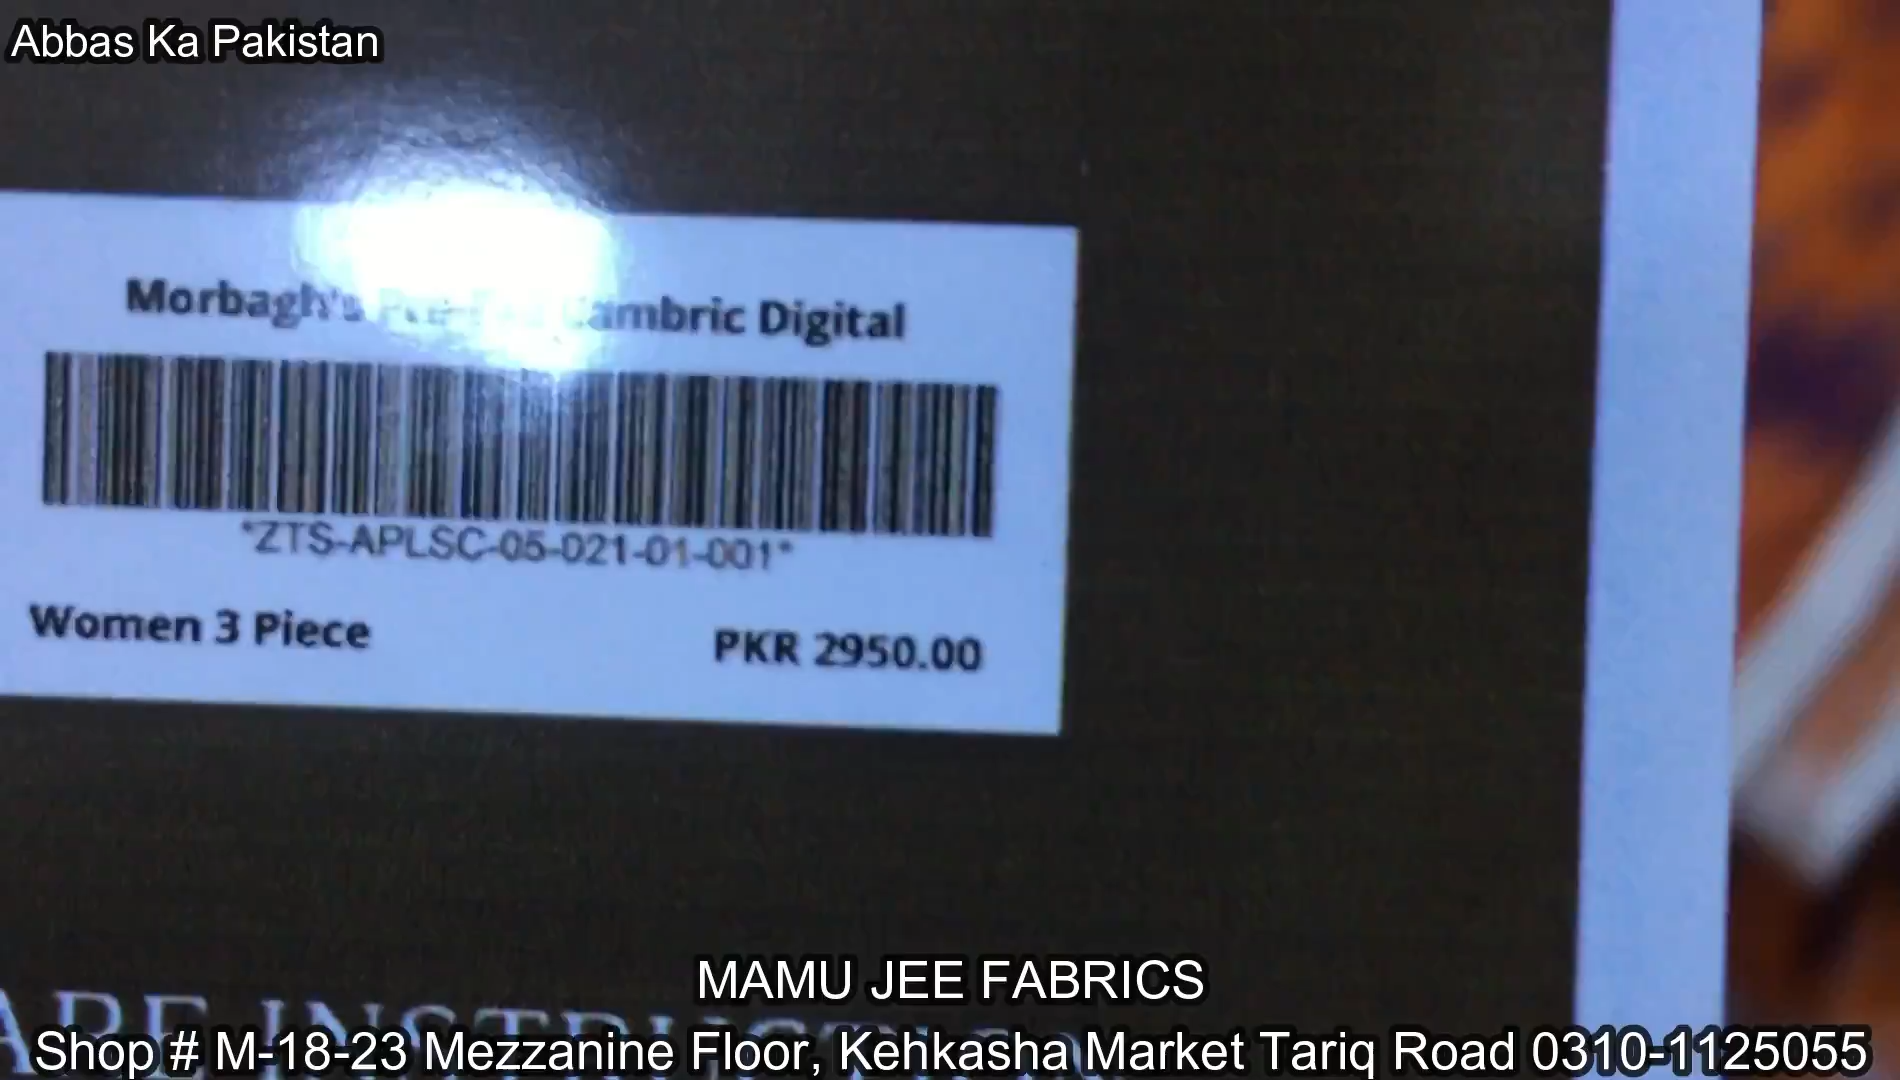 Abbas Ka Pakistan
Morbagh's Cambric Digital
*ZTS-APLSC-05-021-01-001*
Women 3 Piece
PKR 2950.00
MAMU JEE FABRICS
Shop # M-18-23 Mezzanine Floor, Kehkasha Market Tariq Road 0310-1125055